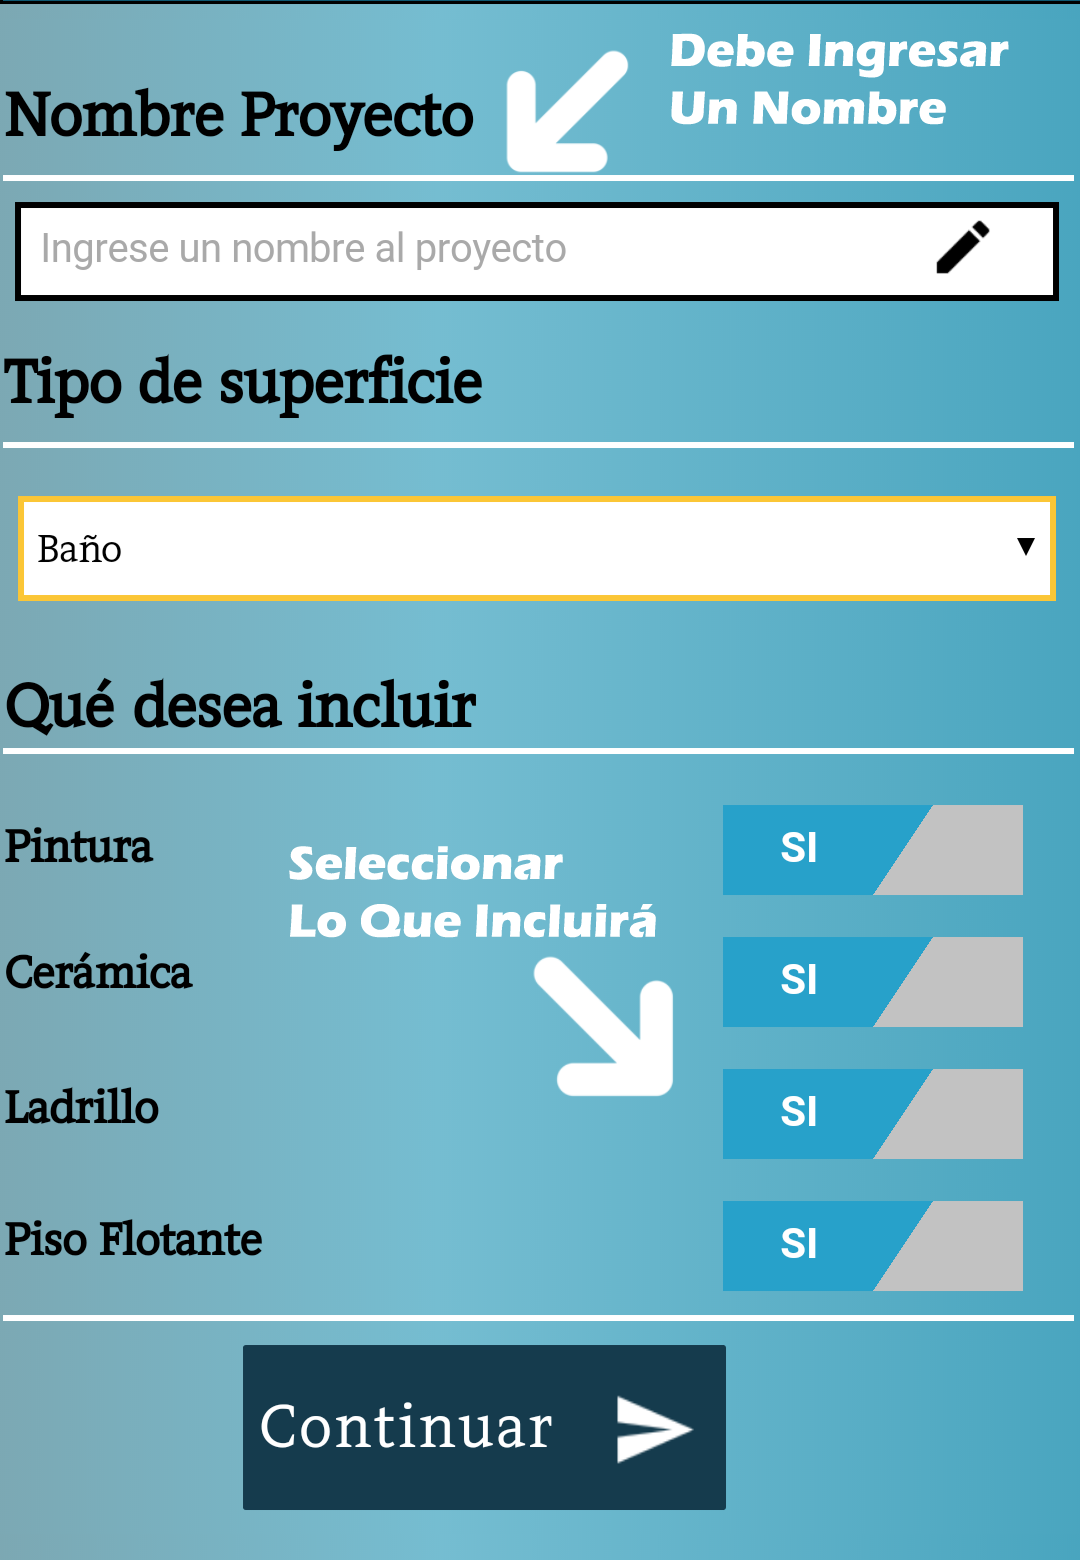 Debe Ingresar
Un Nombre
Nombre Proyecto
Ingrese un nombre al proyecto
Tipo de superficie
Baño
Qué desea incluir
Pintura
SI
Seleccionar
Lo Que Incluirá
Cerámica
SI
Ladrillo
SI
Piso Flotante
SI
Continuar